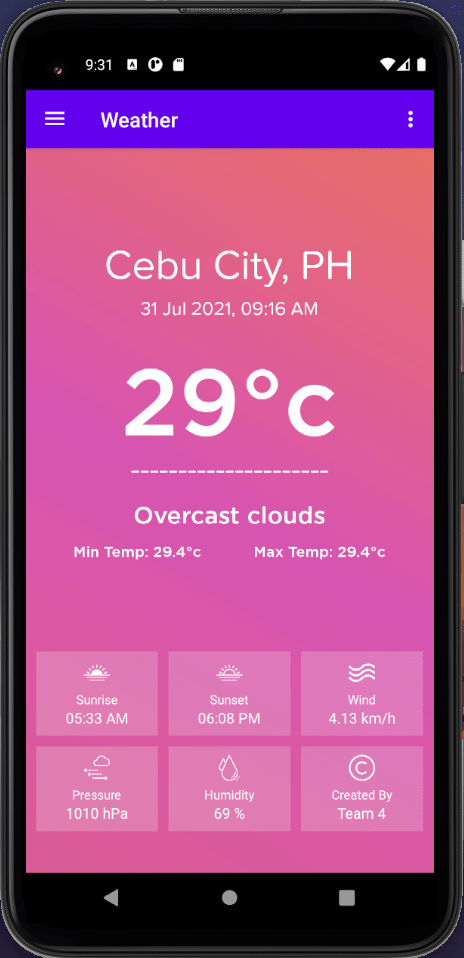 9:31
Weather
Cebu City, PH
31 Jul 2021, 09:16 AM
29°c
--------------------
Overcast clouds
Min Temp: 29.4°c Max Temp: 29.4°c
Sunrise Sunset Wind
05:33 AM 06:08 PM 4.13 km/h
Pressure Humidity Created By
1010 hPa 69 % Team 4